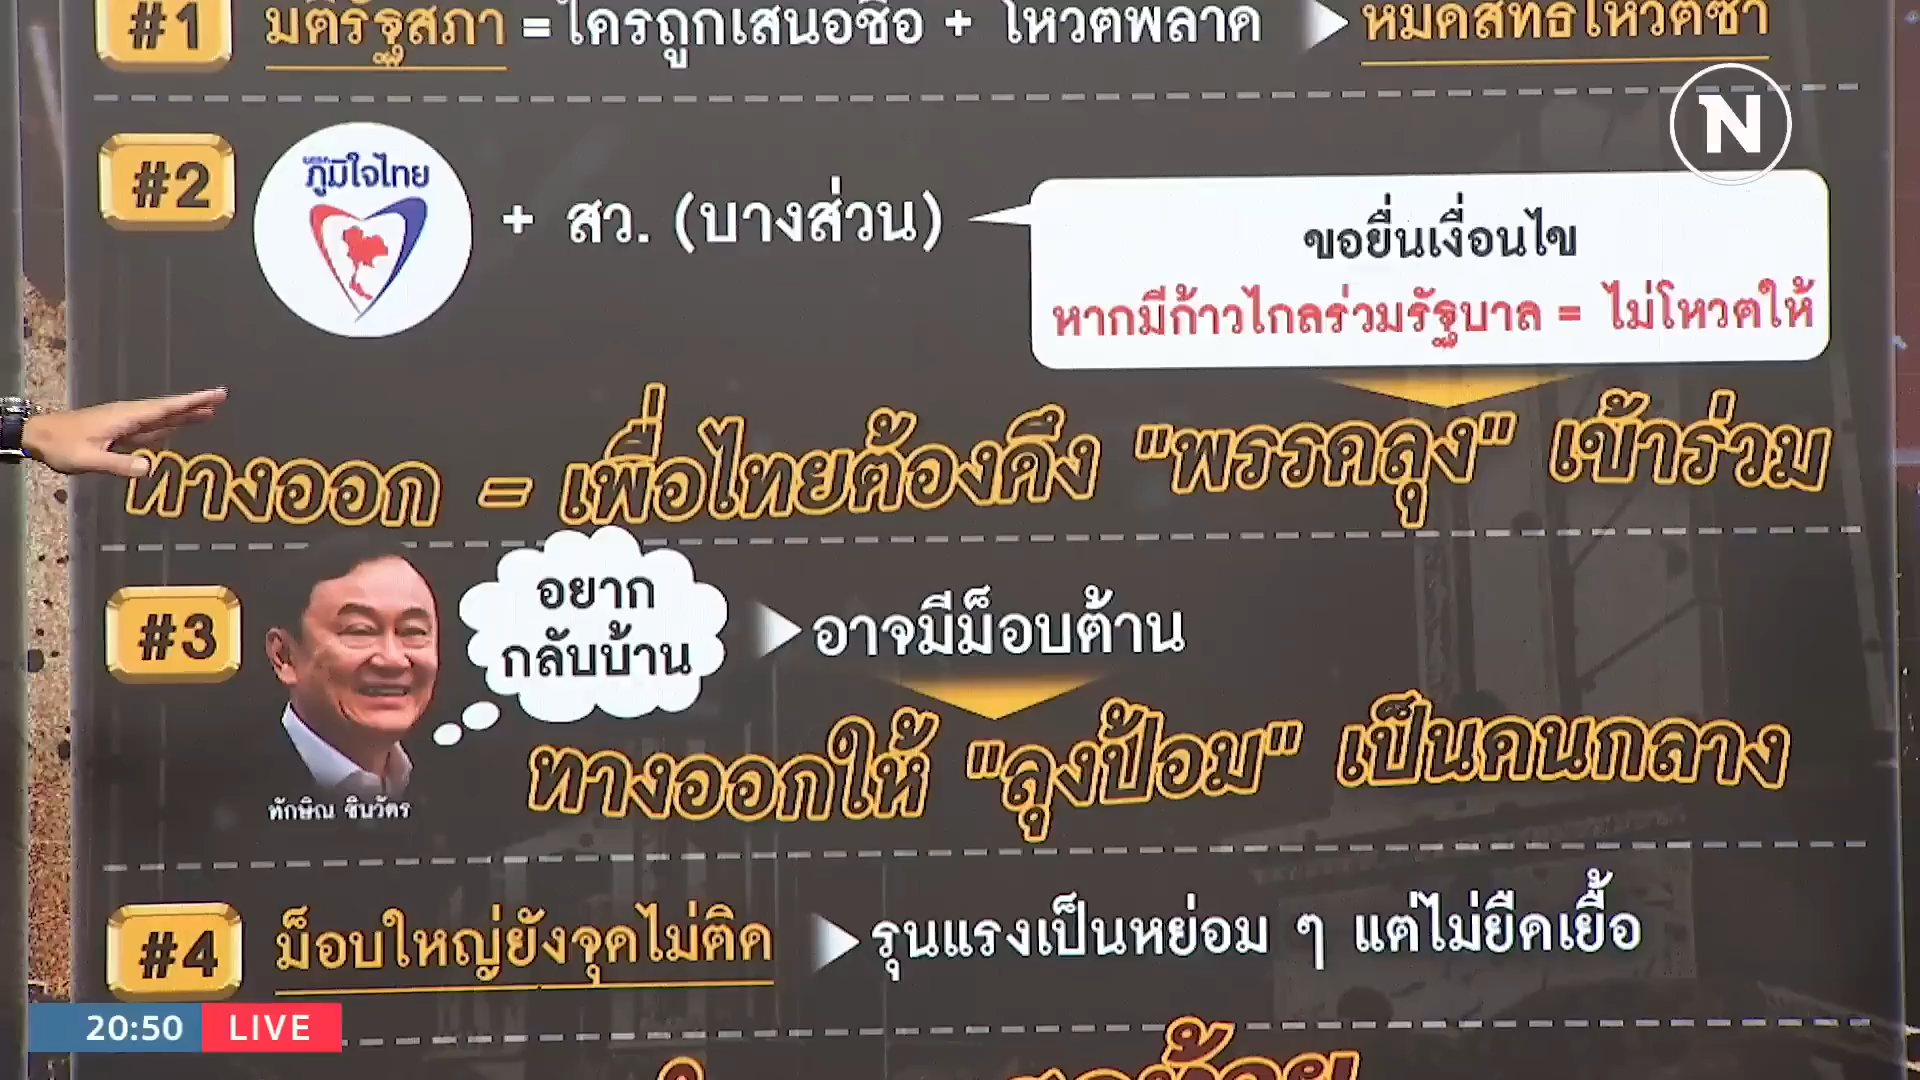 #1 มติรัฐสภา = ใครถูกเสนอชื่อ + โหวตพลาด หมดสิทธิโหวตซ้ำ
N
#2 พรรค ภูมิใจไทย + สว. (บางส่วน)
ขอยื่นเงื่อนไข
หากมีก้าวไกลร่วมรัฐบาล = ไม่โหวตให้
ทางออก = เพื่อไทยต้องดึง "พรรคลุง" เข้าร่วม
#3
อยาก
กลับบ้าน
อาจมีม็อบต้าน
ทักษิณ ชินวัตร
ทางออกให้ "ลุงป้อม" เป็นคนกลาง
#4 ม็อบใหญ่ยังจุดไม่ติด รุนแรงเป็นหย่อม ๆ แต่ไม่ยืดเยื้อ
20:50 LIVE